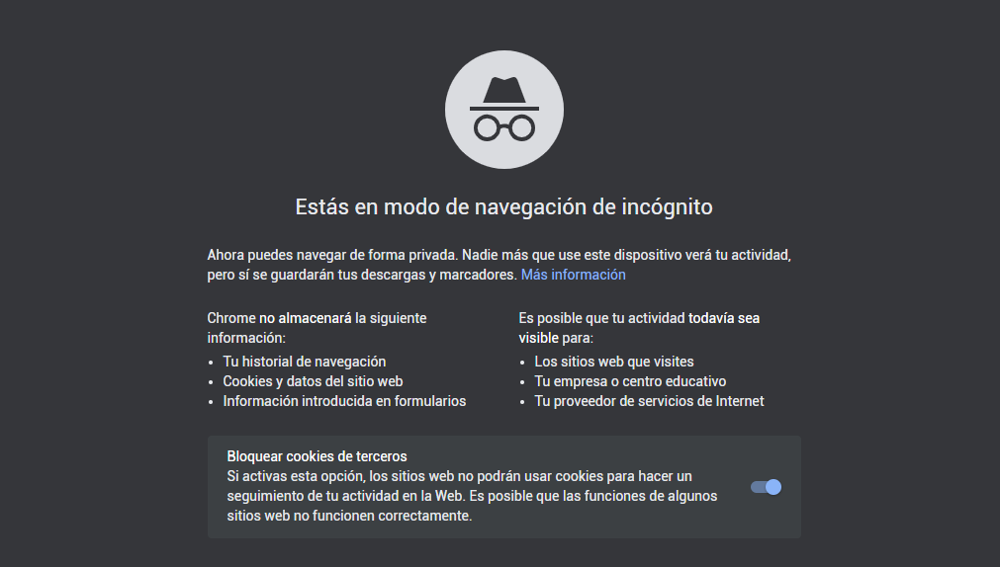 Estás en modo de navegación de incógnito
Ahora puedes navegar de forma privada. Nadie más que use este dispositivo verá tu actividad,
pero sí se guardarán tus descargas y marcadores. Más información
Chrome no almacenará la siguiente
información:
• Tu historial de navegación
• Cookies y datos del sitio web
• Información introducida en formularios
Es posible que tu actividad todavía sea
visible para:
• Los sitios web que visites
• Tu empresa o centro educativo
• Tu proveedor de servicios de Internet
Bloquear cookies de terceros
Si activas esta opción, los sitios web no podrán usar cookies para hacer un
seguimiento de tu actividad en la Web. Es posible que las funciones de algunos
sitios web no funcionen correctamente.